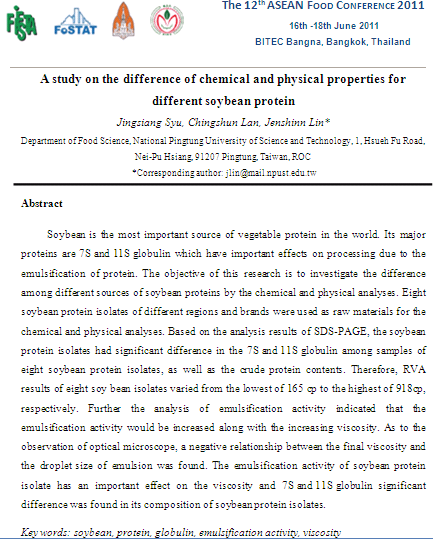 The 12th ASEAN FOOD CONFERENCE 2011
16th -18th June 2011
BITEC Bangna, Bangkok, Thailand
FoSTAT
A study on the difference of chemical and physical properties for
different soybean protein
Jingsiang Syu, Chingshun Lan, Jenshinn Lin*
Department of Food Science, National Pingtung University of Science and Technology, 1, Hsueh Fu Road,
Nei-Pu Hsiang, 91207 Pingtung, Taiwan, ROC
*Corresponding author: jlin@mail.npust.edu.tw
Abstract
Soybean is the most important source of vegetable protein in the world. Its major
proteins are 7S and 11S globulin which have important effects on processing due to the
emulsification of protein. The objective of this research is to investigate the difference
among different sources of soybean proteins by the chemical and physical analyses. Eight
soybean protein isolates of different regions and brands were used as raw materials for the
chemical and physical analyses. Based on the analysis results of SDS-PAGE, the soybean
protein isolates had significant difference in the 7S and 11S globulin among samples of
eight soybean protein isolates, as well as the crude protein contents. Therefore, RVA
results of eight soy bean isolates varied from the lowest of 165 cp to the highest of 918cp,
respectively. Further the analysis of emulsification activity indicated that the
emulsification activity would be increased along with the increasing viscosity. As to the
observation of optical microscope, a negative relationship between the final viscosity and
the droplet size of emulsion was found. The emulsification activity of soybean protein
isolate has an important effect on the viscosity and 7S and 11S globulin significant
difference was found in its composition of soybean protein isolates.
Key words: soybean, protein, globulin, emulsification activity, viscosity